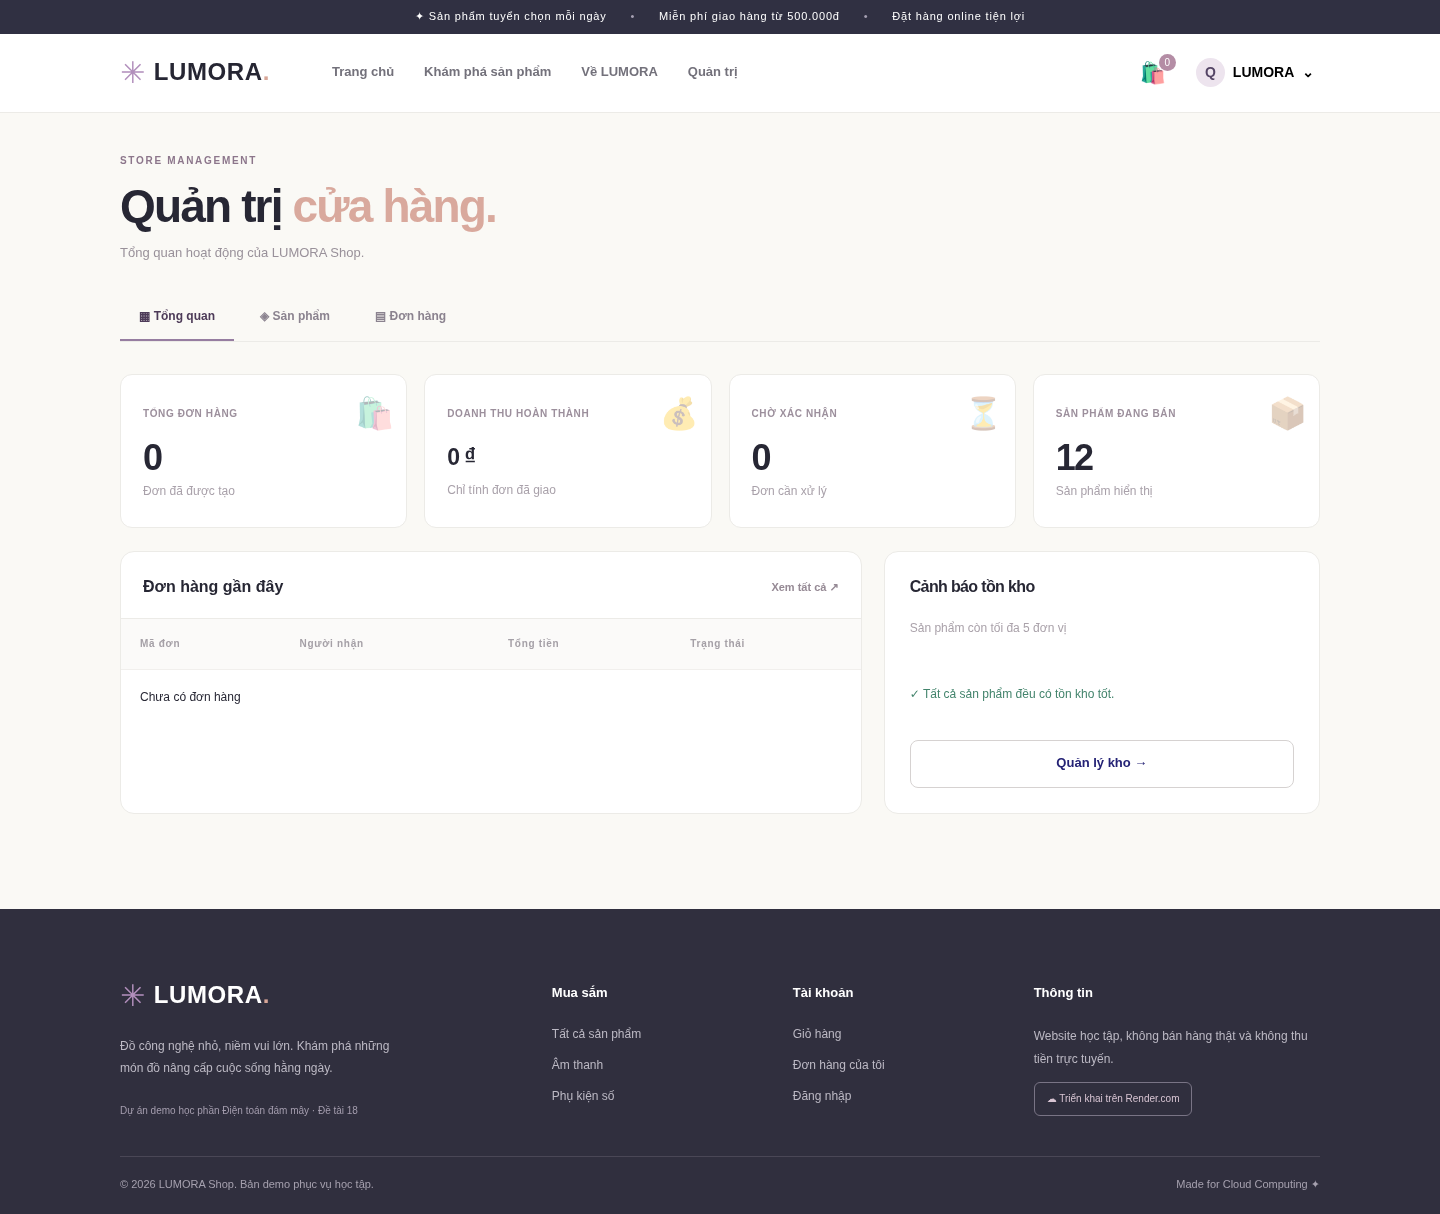 ✦ Sản phẩm tuyển chọn mỗi ngày • Miễn phí giao hàng từ 500.000đ • Đặt hàng online tiện lợi
LUMORA.
Trang chủ Khám phá sản phẩm Về LUMORA Quản trị
0
Q LUMORA
STORE MANAGEMENT
Quản trị cửa hàng.
Tổng quan hoạt động của LUMORA Shop.
▦ Tổng quan ◈ Sản phẩm ▤ Đơn hàng
TỔNG ĐƠN HÀNG
0
Đơn đã được tạo
DOANH THU HOÀN THÀNH
0 ₫
Chỉ tính đơn đã giao
CHỜ XÁC NHẬN
0
Đơn cần xử lý
SẢN PHẨM ĐANG BÁN
12
Sản phẩm hiển thị
Đơn hàng gần đây
Xem tất cả ↗
Mã đơn Người nhận Tổng tiền Trạng thái
Chưa có đơn hàng
Cảnh báo tồn kho
Sản phẩm còn tối đa 5 đơn vị
✓ Tất cả sản phẩm đều có tồn kho tốt.
Quản lý kho →
LUMORA.
Đồ công nghệ nhỏ, niềm vui lớn. Khám phá những
món đồ nâng cấp cuộc sống hằng ngày.
Dự án demo học phần Điện toán đám mây · Đề tài 18
Mua sắm
Tất cả sản phẩm
Âm thanh
Phụ kiện số
Tài khoản
Giỏ hàng
Đơn hàng của tôi
Đăng nhập
Thông tin
Website học tập, không bán hàng thật và không thu
tiền trực tuyến.
☁ Triển khai trên Render.com
© 2026 LUMORA Shop. Bản demo phục vụ học tập.
Made for Cloud Computing ✦